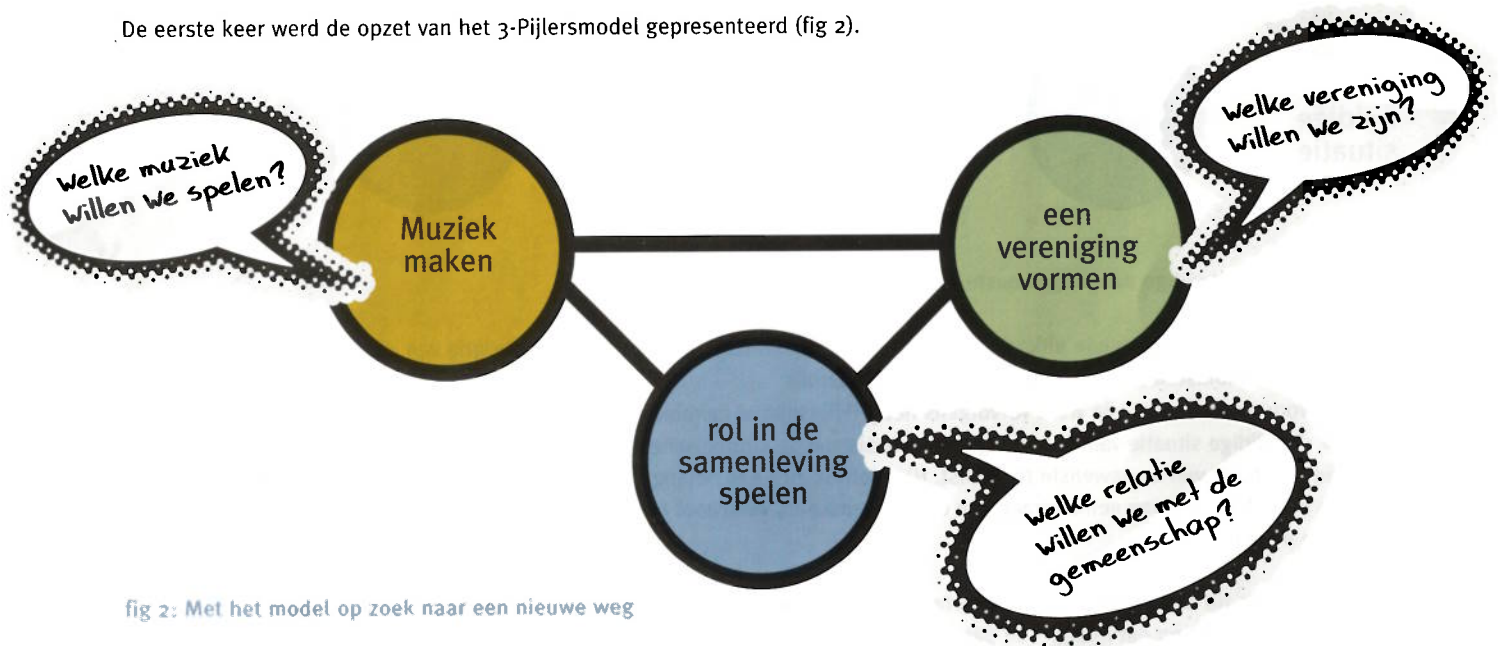 De eerste keer werd de opzet van het 3-Pijlersmodel gepresenteerd (fig 2).
Welke muziek
willen we spelen?
Muziek
maken
een
vereniging
vormen
Welke vereniging
willen we zijn?
rol in de
samenleving
spelen
Welke relatie
willen we met de
gemeenschap?
fig 2: Met het model op zoek naar een nieuwe weg